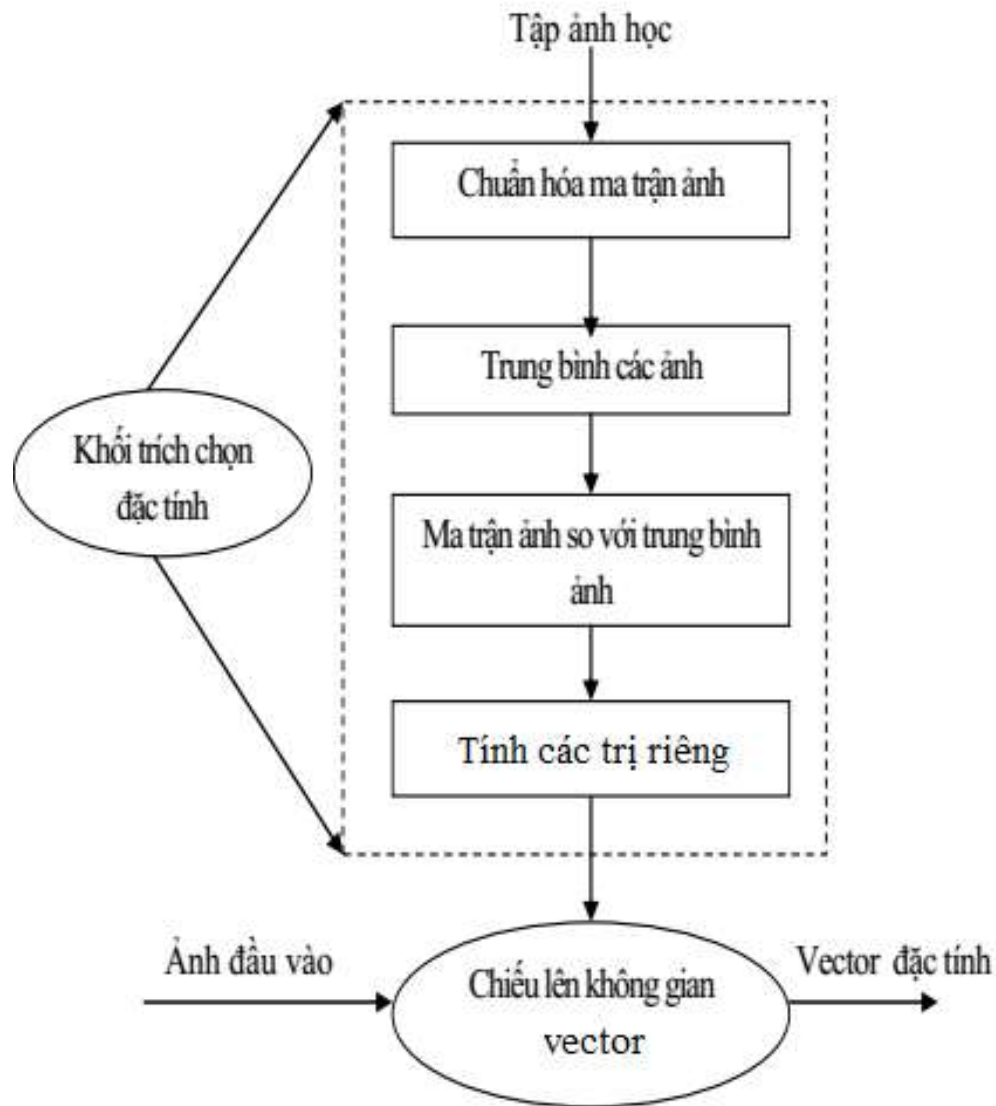 Tập ảnh học
Chuẩn hóa ma trận ảnh
Trung bình các ảnh
Khối trích chọn
đặc tính
Ma trận ảnh so với trung bình
ảnh
Tính các trị riêng
Ảnh đầu vào
Chiếu lên không gian
vector
Vector đặc tính